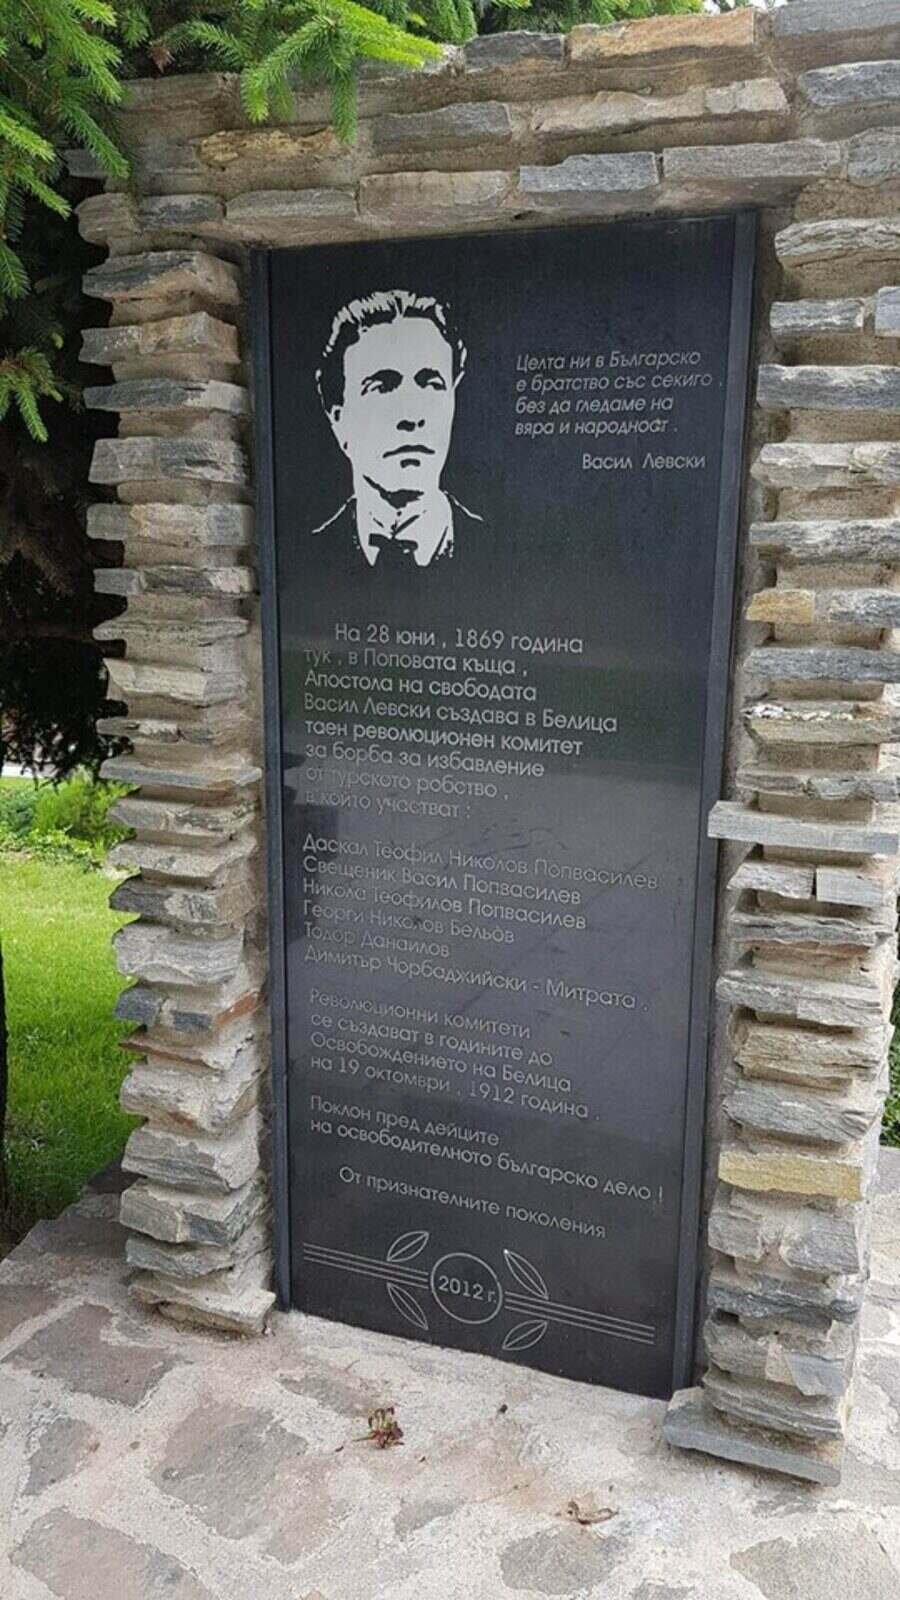 Целта ни в Българско
е братство със секиго ,
без да гледаме на
вяра и народност .
Васил Левски
На 28 юни , 1869 година
тук , в Поповата къща ,
Апостола на свободата
Васил Левски създава в Белица
таен революционен комитет
за борба за избавление
от турското робство ,
в който участват :
Даскал Теофил Николов Попвасилев
Свещеник Васил Попвасилев
Никола Теофилов Попвасилев
Георги Николов Бельов
Тодор Данаилов
Димитър Чорбаджийски - Митрата .
Революционни комитети
се създават в годините до
Освобождението на Белица
на 19 октомври , 1912 година .
Поклон пред дейците
на освободителното българско дело !
От признателните поколения
2012 г.